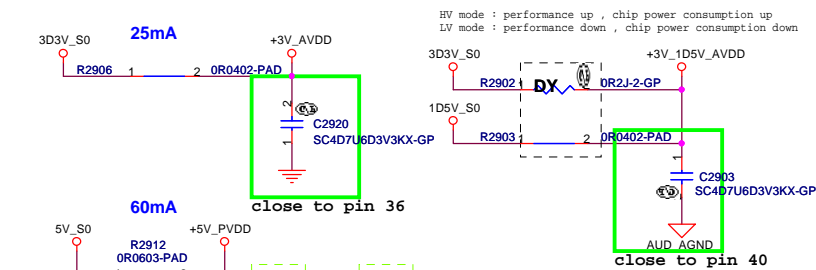 HV mode : performance up , chip power consumption up
LV mode : performance down , chip power consumption down
25mA
3D3V_S0
+3V_AVDD
R2906
1
2
0R0402-PAD
2
1
C2920
SC4D7U6D3V3KX-GP
close to pin 36
3D3V_S0
+3V_1D5V_AVDD
R2902
1
DY
2
0R2J-2-GP
1D5V_S0
R2903
1
2
0R0402-PAD
1
C2903
SC4D7U6D3V3KX-GP
AUD_AGND
close to pin 40
60mA
5V_S0
+5V_PVDD
R2912
0R0603-PAD